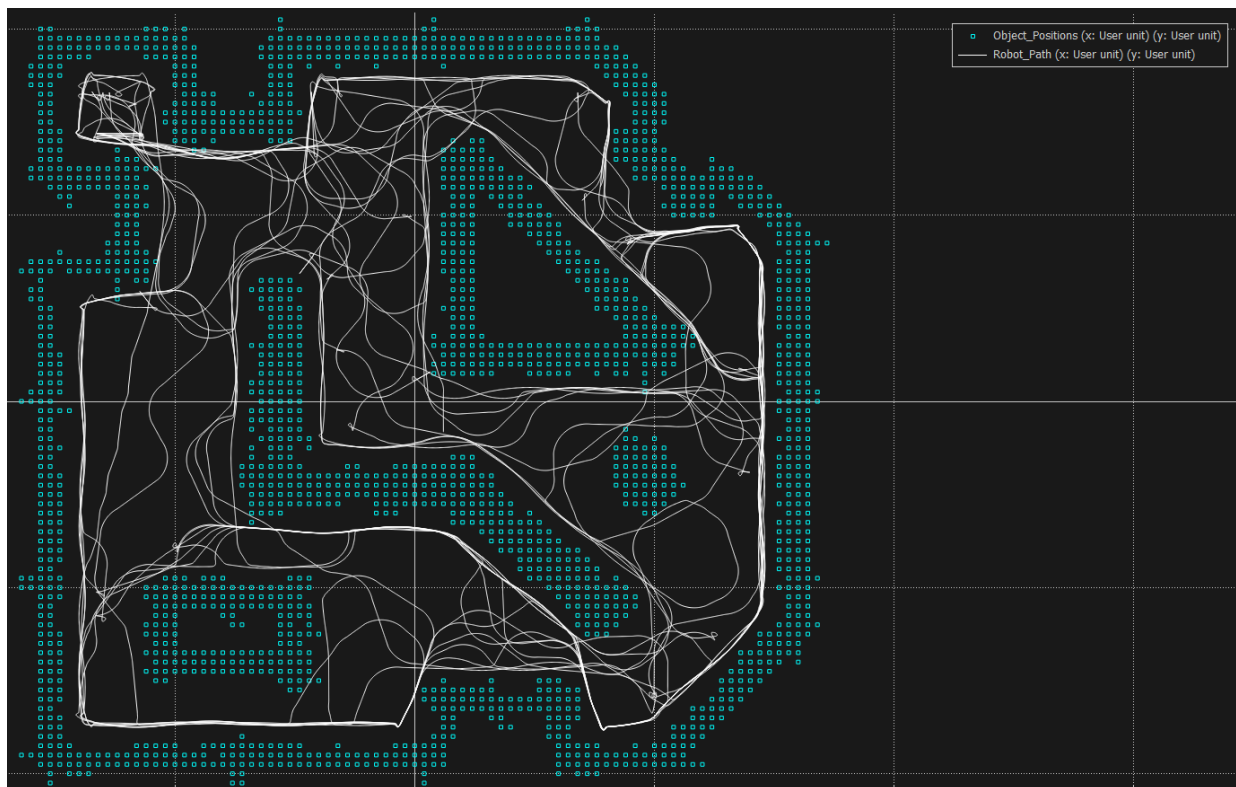 Object_Positions (x: User unit) (y: User unit)
Robot_Path (x: User unit) (y: User unit)